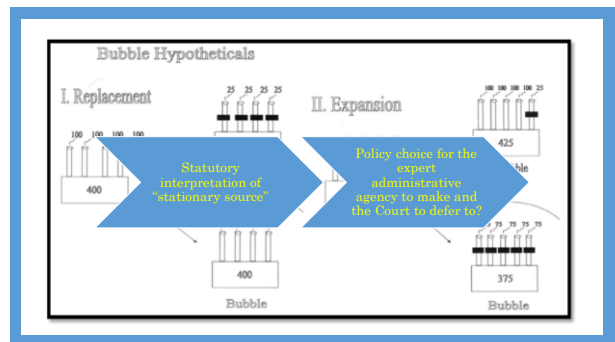 Bubble Hypotheticals
I. Replacement
25 25 25 25
II. Expansion
100 100 100 100 25
100 100 100 100
400
425
Bubble
Statutory
interpretation of
“stationary source”
Policy choice for the
expert
administrative
agency to make and
the Court to defer to?
75 75 75 75
400
375
Bubble
Bubble